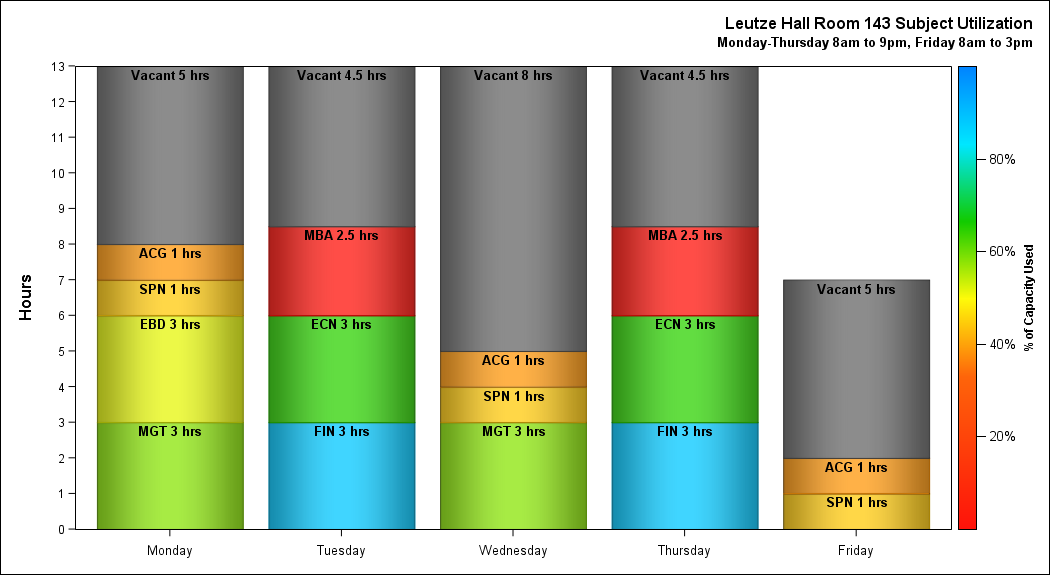 Leutze Hall Room 143 Subject Utilization
Monday-Thursday 8am to 9pm, Friday 8am to 3pm
Hours
13
12
11
10
9
8
7
6
5
4
3
2
1
0
Vacant 5 hrs
ACG 1 hrs
SPN 1 hrs
EBD 3 hrs
MGT 3 hrs
Vacant 4.5 hrs
MBA 2.5 hrs
ECN 3 hrs
FIN 3 hrs
Vacant 8 hrs
ACG 1 hrs
SPN 1 hrs
MGT 3 hrs
Vacant 4.5 hrs
MBA 2.5 hrs
ECN 3 hrs
FIN 3 hrs
Vacant 5 hrs
ACG 1 hrs
SPN 1 hrs
Monday
Tuesday
Wednesday
Thursday
Friday
80%
60%
40%
20%
% of Capacity Used